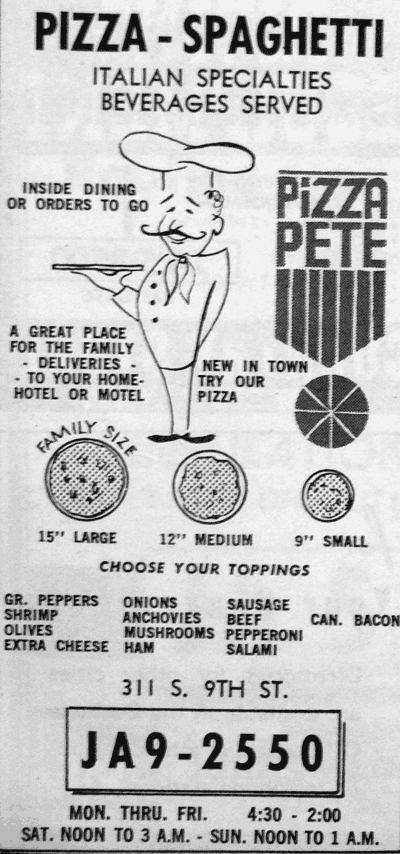 PIZZA - SPAGHETTI
ITALIAN SPECIALTIES
BEVERAGES SERVED
INSIDE DINING
OR ORDERS TO GO
PiZZA
PETE
A GREAT PLACE
FOR THE FAMILY
- DELIVERIES -
- TO YOUR HOME-
HOTEL OR MOTEL
NEW IN TOWN
TRY OUR
PIZZA
FAMILY SIZE
15" LARGE
12" MEDIUM
9" SMALL
CHOOSE YOUR TOPPINGS
GR. PEPPERS
SHRIMP
OLIVES
EXTRA CHEESE
ONIONS
ANCHOVIES
MUSHROOMS
HAM
SAUSAGE
BEEF
PEPPERONI
SALAMI
CAN. BACON
311 S. 9TH ST.
JA9-2550
MON. THRU. FRI. 4:30 - 2:00
SAT. NOON TO 3 A.M. - SUN. NOON TO 1 A.M.